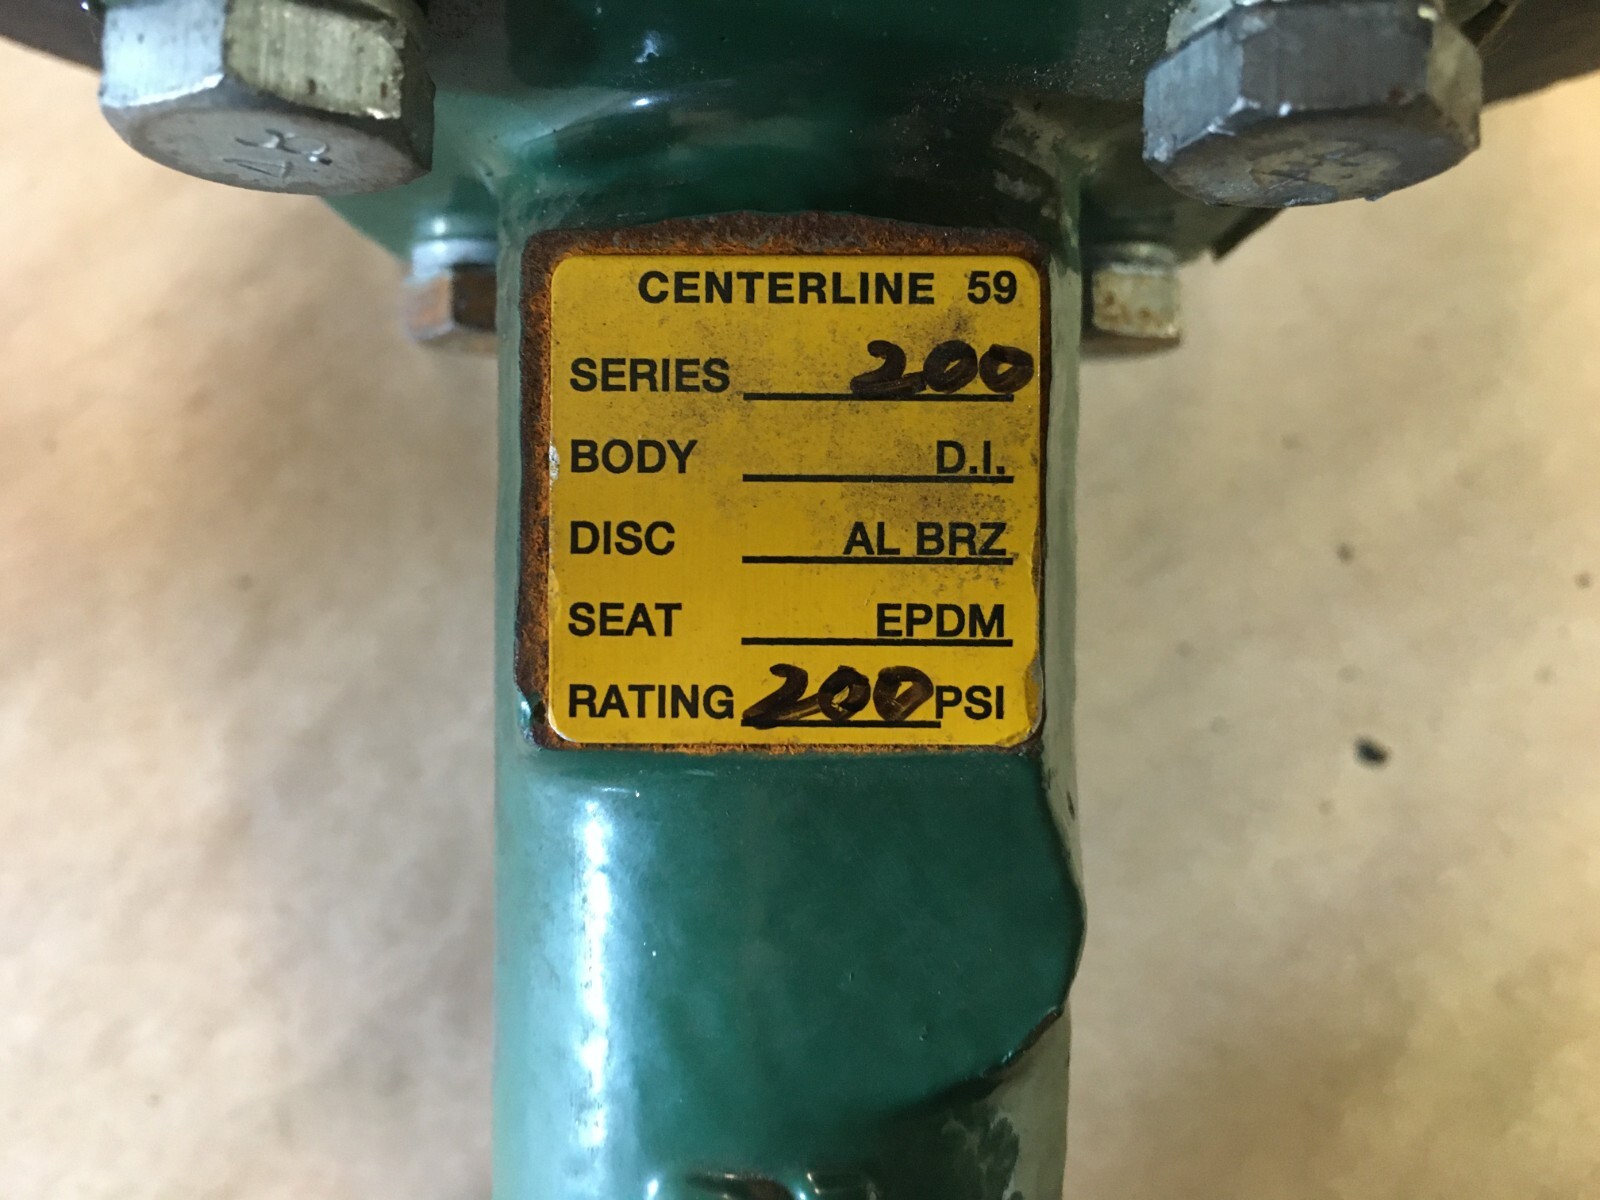 CENTERLINE 59
SERIES 200
BODY D.I.
DISC AL BRZ
SEAT EPDM
RATING 200 PSI